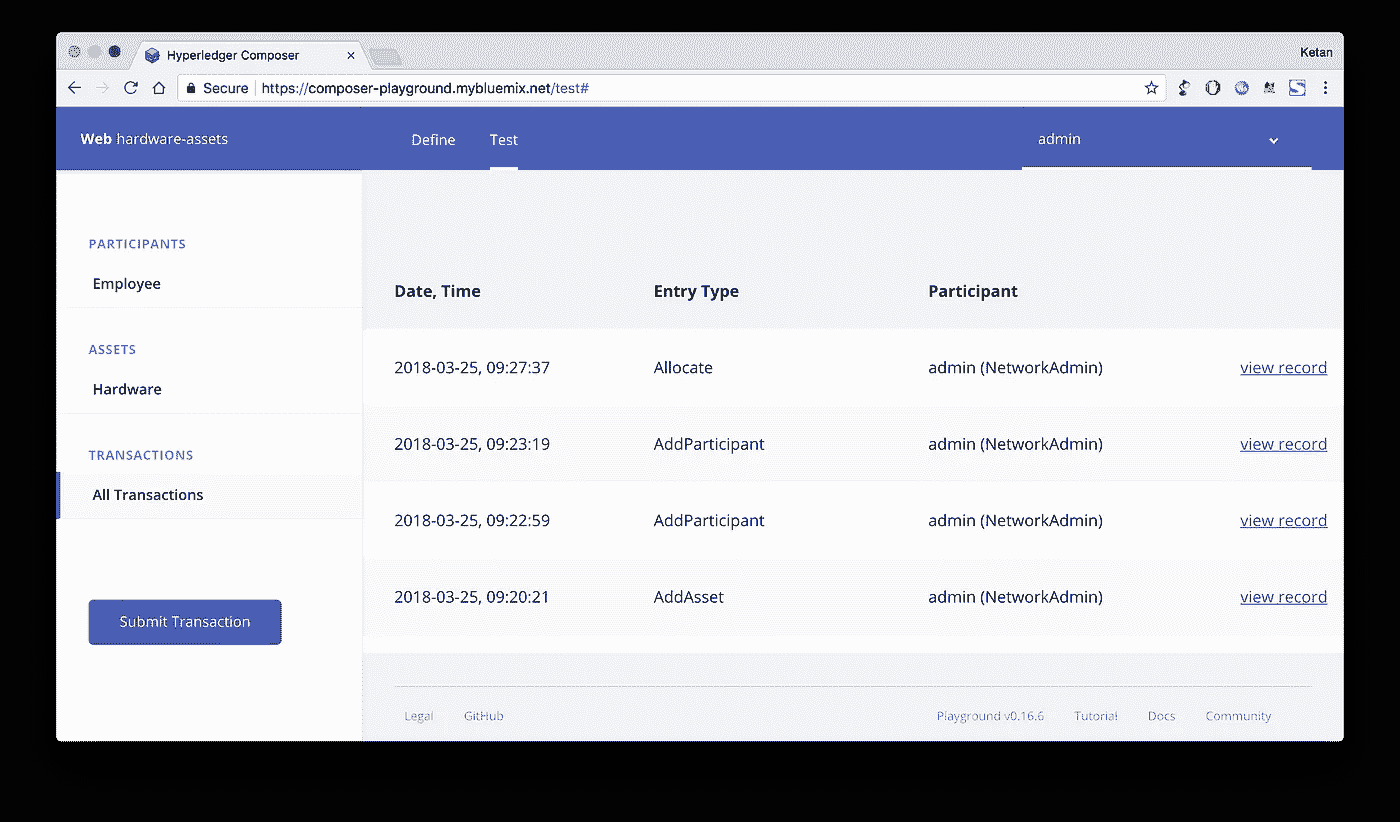 Hyperledger Composer
Ketan
Secure https://composer-playground.mybluemix.net/test#
Web hardware-assets Define Test admin
PARTICIPANTS
Employee
ASSETS
Hardware
TRANSACTIONS
All Transactions
Submit Transaction
Date, Time Entry Type Participant
2018-03-25, 09:27:37 Allocate admin (NetworkAdmin) view record
2018-03-25, 09:23:19 AddParticipant admin (NetworkAdmin) view record
2018-03-25, 09:22:59 AddParticipant admin (NetworkAdmin) view record
2018-03-25, 09:20:21 AddAsset admin (NetworkAdmin) view record
Legal GitHub Playground v0.16.6 Tutorial Docs Community